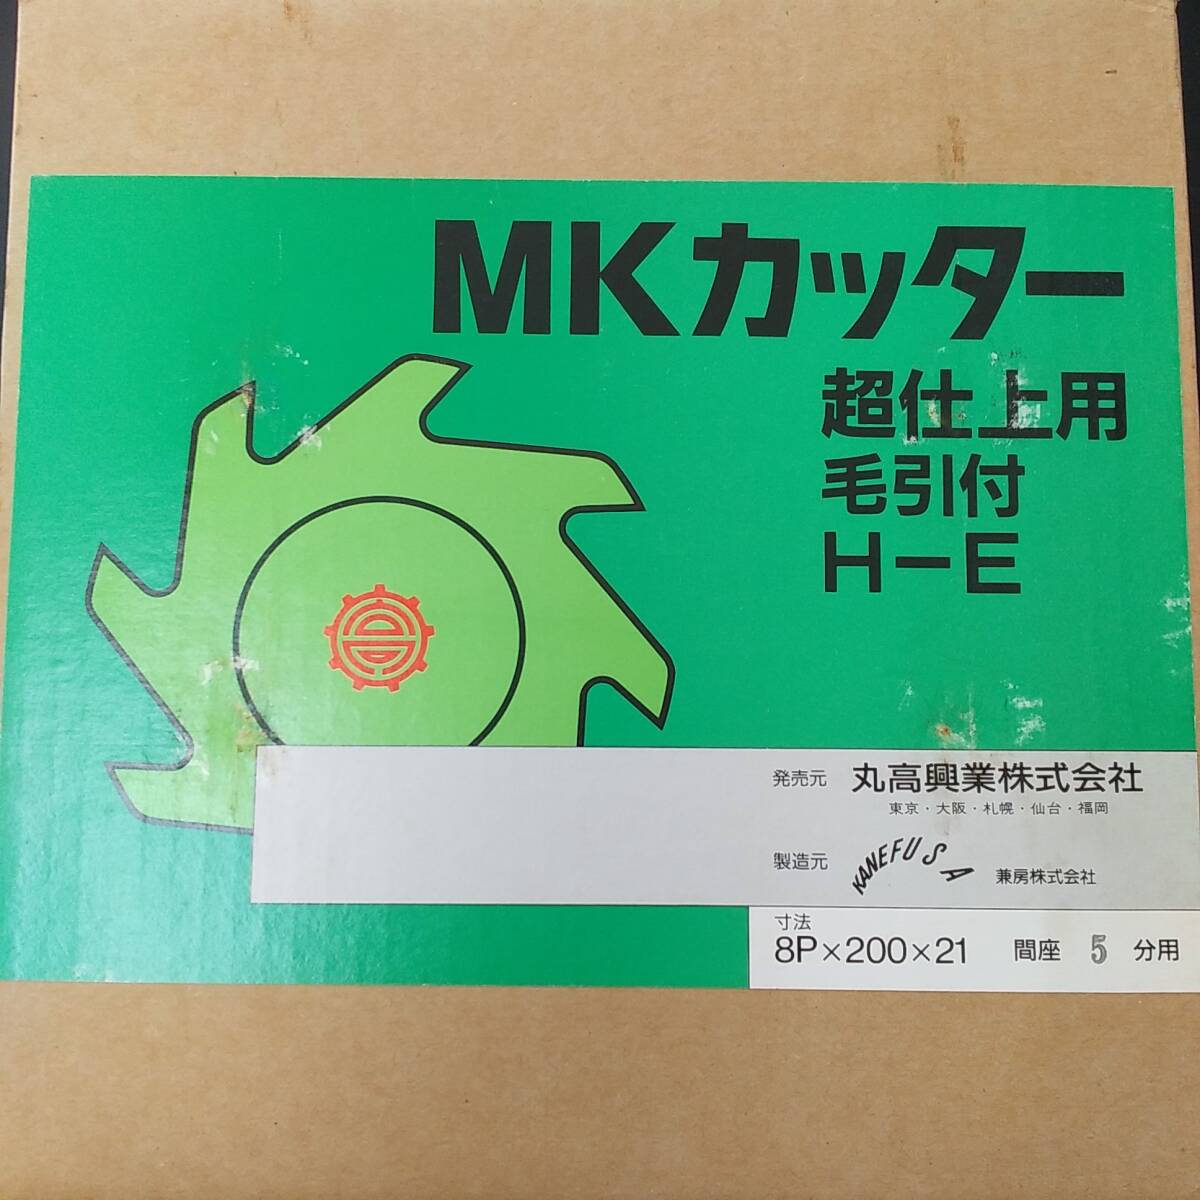 MKカッター
超仕上用
毛引付
H-E
発売元 丸高興業株式会社
東京・大阪・札幌・仙台・福岡
製造元 KANEFUSA 兼房株式会社
寸法
8P×200×21 間座 5 分用